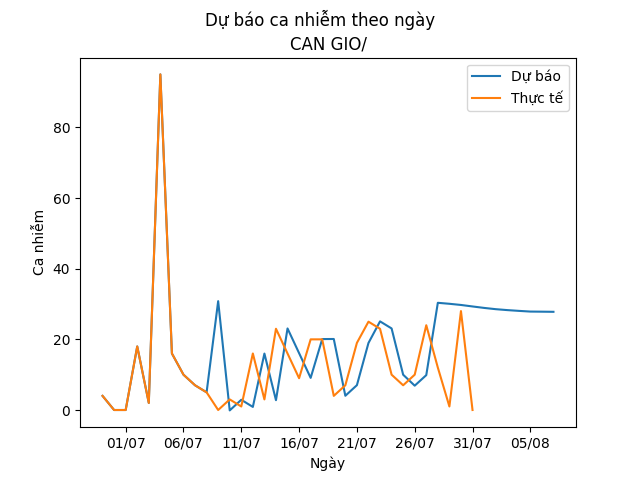 Dự báo ca nhiễm theo ngày
CAN GIO/
Dự báo
Thực tế
Ca nhiễm
80
60
40
20
0
01/07 06/07 11/07 16/07 21/07 26/07 31/07 05/08
Ngày